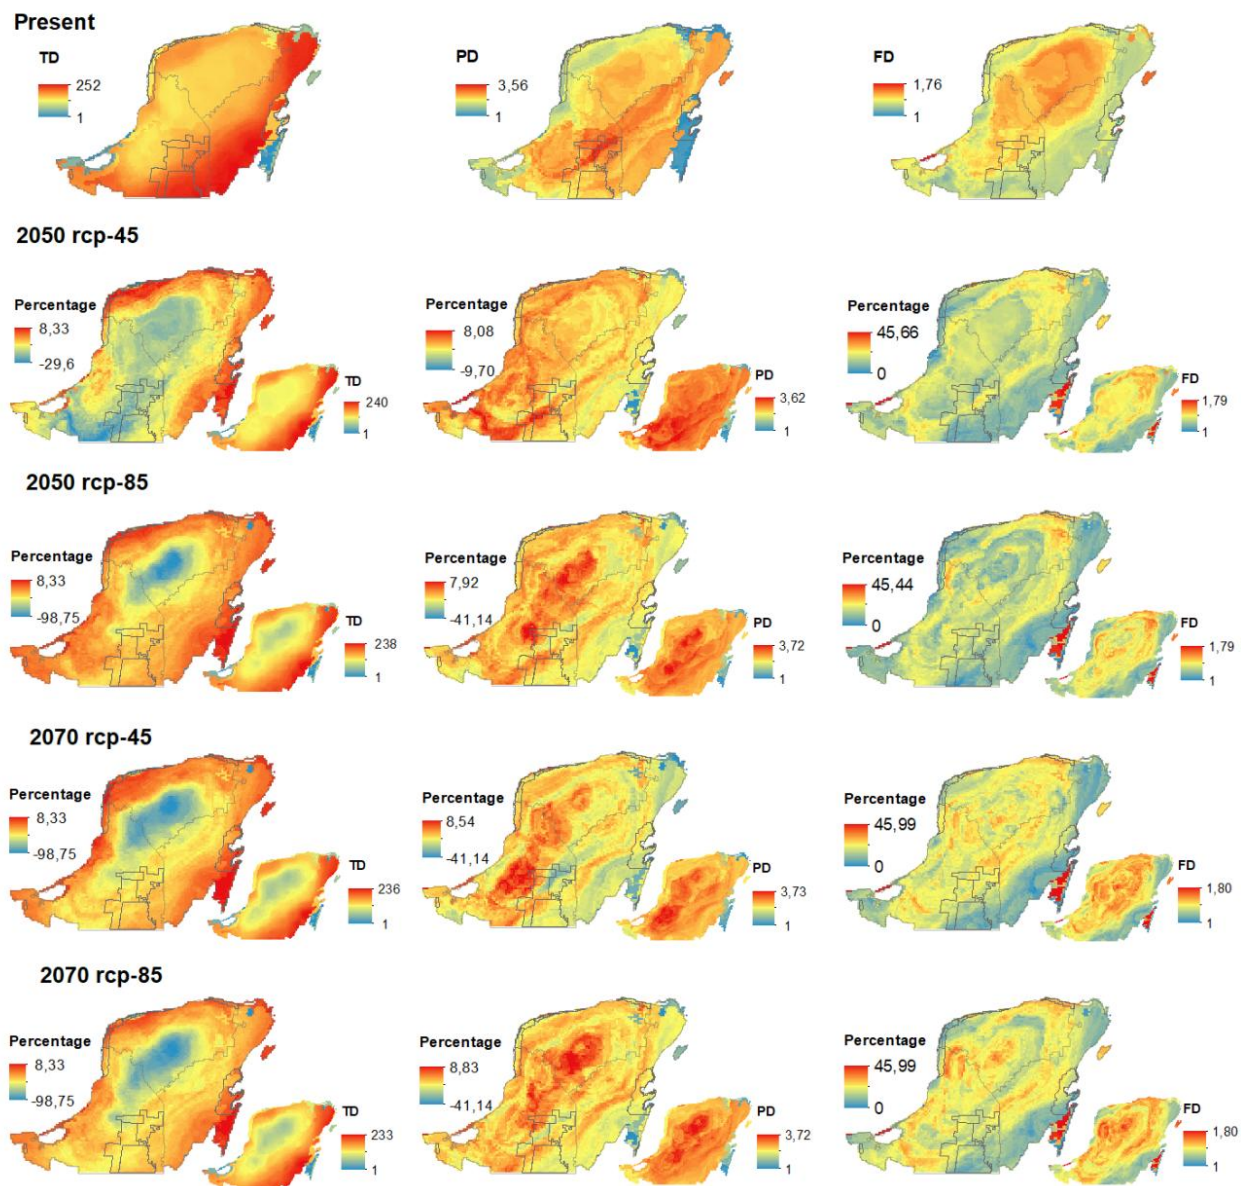 Present
TD
252
1
PD
3,56
1
FD
1,76
1
2050 rcp-45
Percentage
8,33
-29,6
TD
240
1
Percentage
8,08
-9,70
PD
3,62
1
Percentage
45,66
0
FD
1,79
1
2050 rcp-85
Percentage
8,33
-98,75
TD
238
1
Percentage
7,92
-41,14
PD
3,72
1
Percentage
45,44
0
FD
1,79
1
2070 rcp-45
Percentage
8,33
-98,75
TD
236
1
Percentage
8,54
-41,14
PD
3,73
1
Percentage
45,99
0
FD
1,80
1
2070 rcp-85
Percentage
8,33
-98,75
TD
233
1
Percentage
8,83
-41,14
PD
3,72
1
Percentage
45,99
0
FD
1,80
1